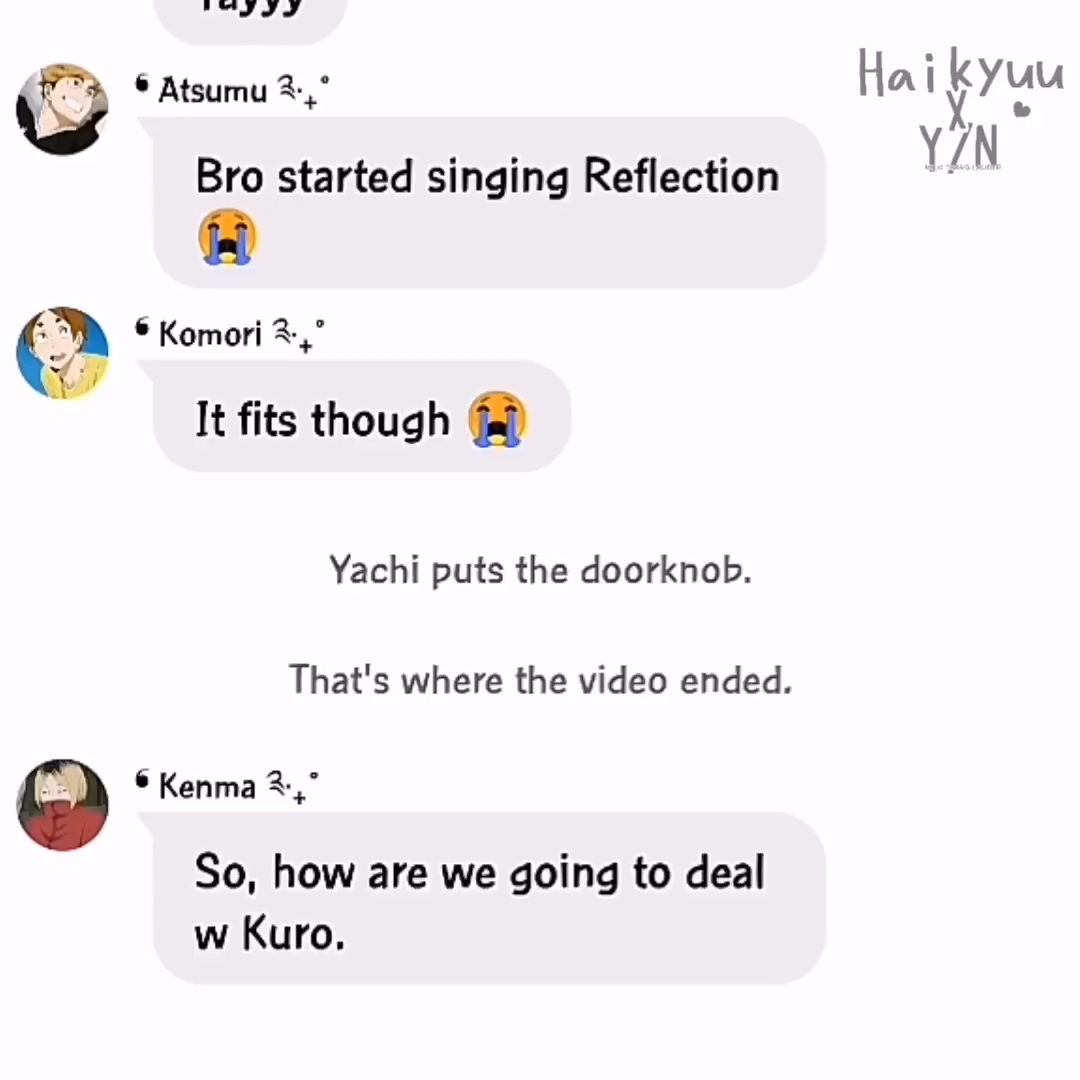 Yayyy
❛ Atsumu ༉‧₊˚
Haikyuu
X,
Y/N
Bro started singing Reflection
😭
❛ Komori ༉‧₊˚
It fits though 😭
Yachi puts the doorknob.
That's where the video ended.
❛ Kenma ༉‧₊˚
So, how are we going to deal
w Kuro.